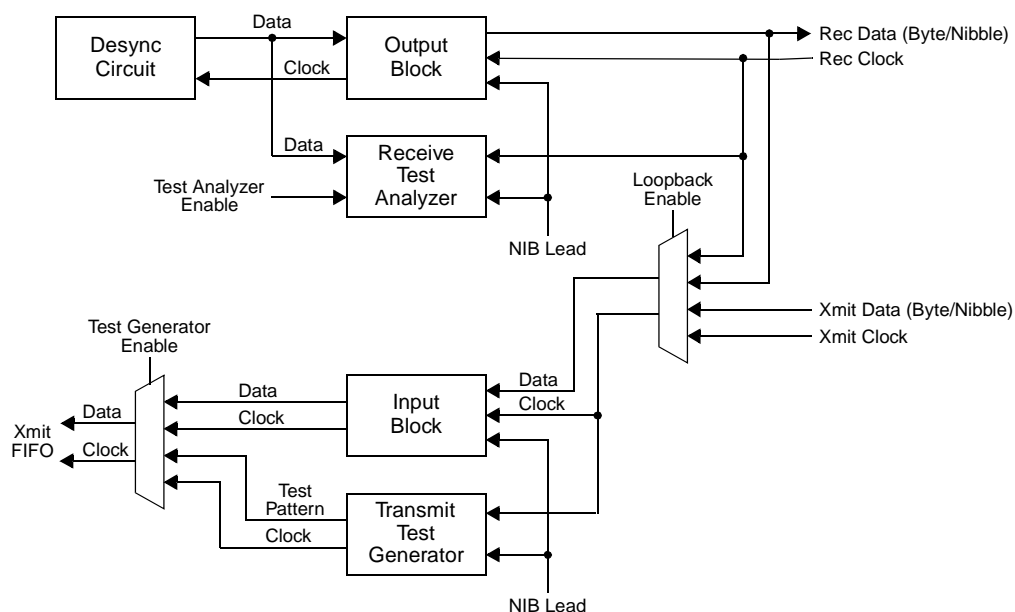 Data
Rec Data (Byte/Nibble)
Desync
Circuit
Output
Block
Clock
Rec Clock
Data
Receive
Test
Analyzer
Test Analyzer
Enable
Loopback
Enable
NIB Lead
Xmit Data (Byte/Nibble)
Xmit Clock
Test Generator
Enable
Data
Data
Data
Input
Block
Clock
Clock
Xmit
FIFO
Clock
Test
Pattern
Transmit
Test
Generator
Clock
NIB Lead